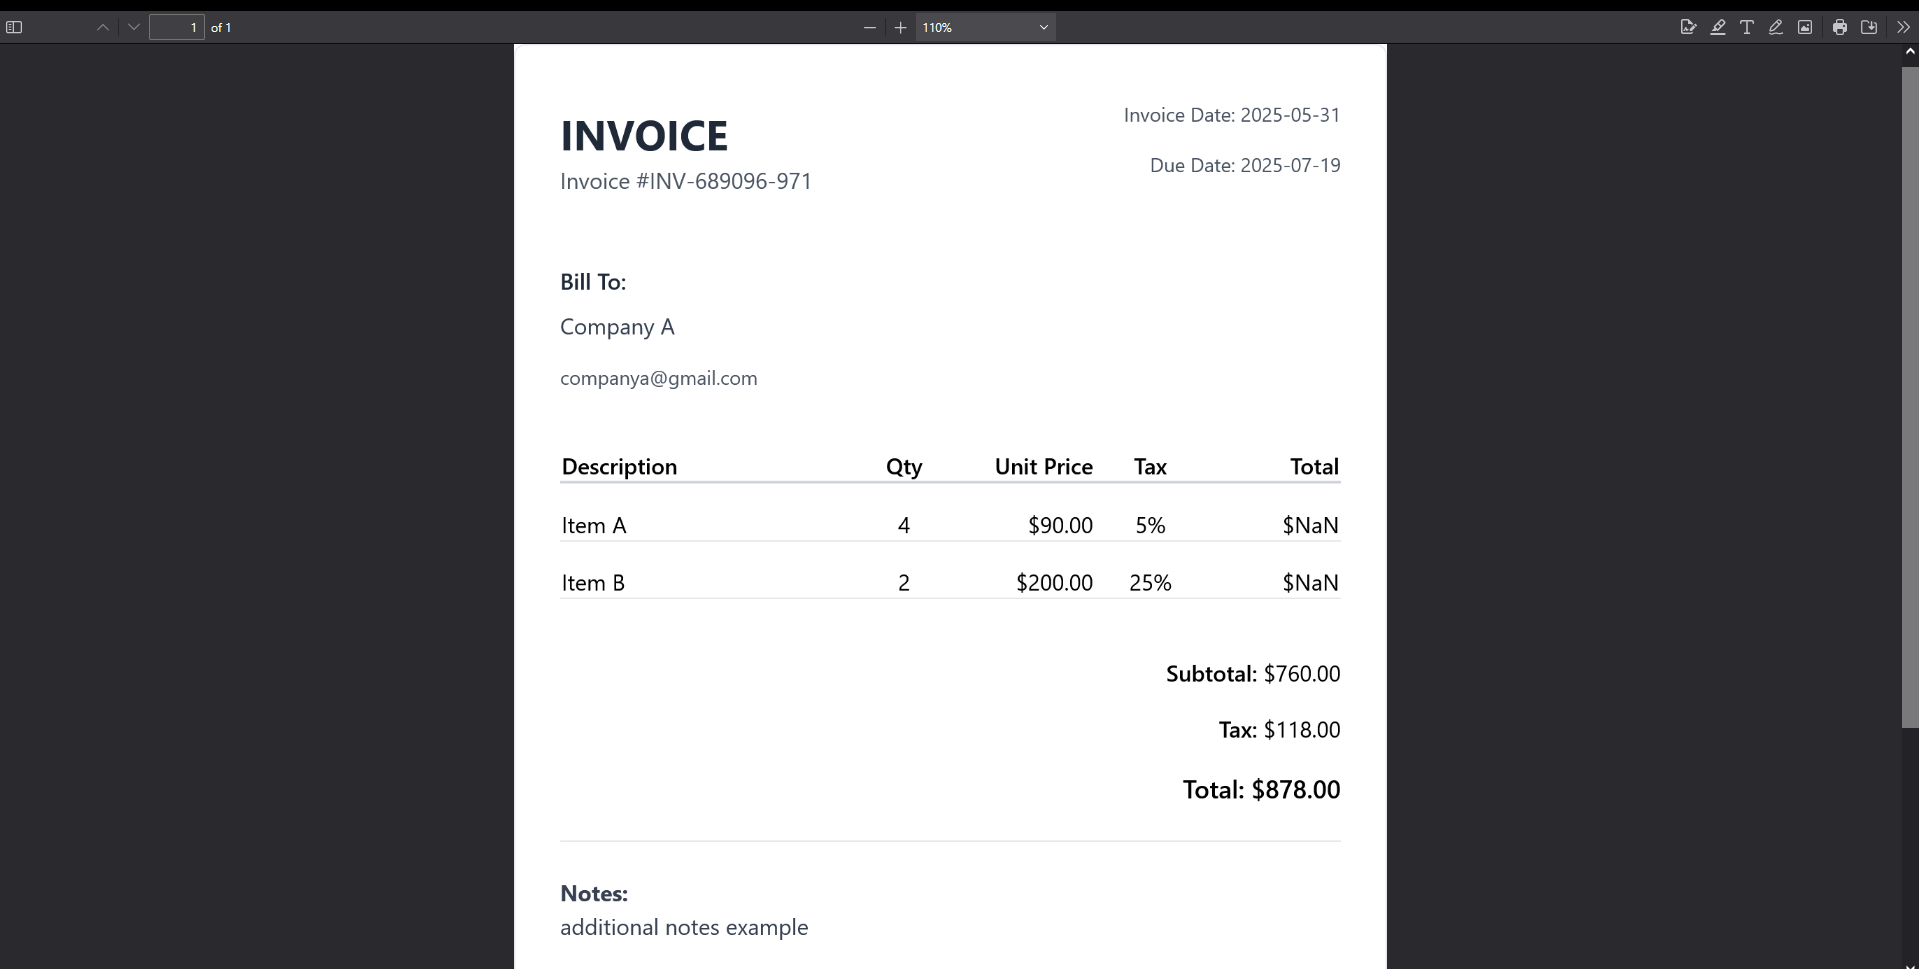 1 of 1 110%
INVOICE
Invoice #INV-689096-971
Invoice Date: 2025-05-31
Due Date: 2025-07-19
Bill To:
Company A
companya@gmail.com
Description Qty Unit Price Tax Total
Item A 4 $90.00 5% $NaN
Item B 2 $200.00 25% $NaN
Subtotal: $760.00
Tax: $118.00
Total: $878.00
Notes:
additional notes example